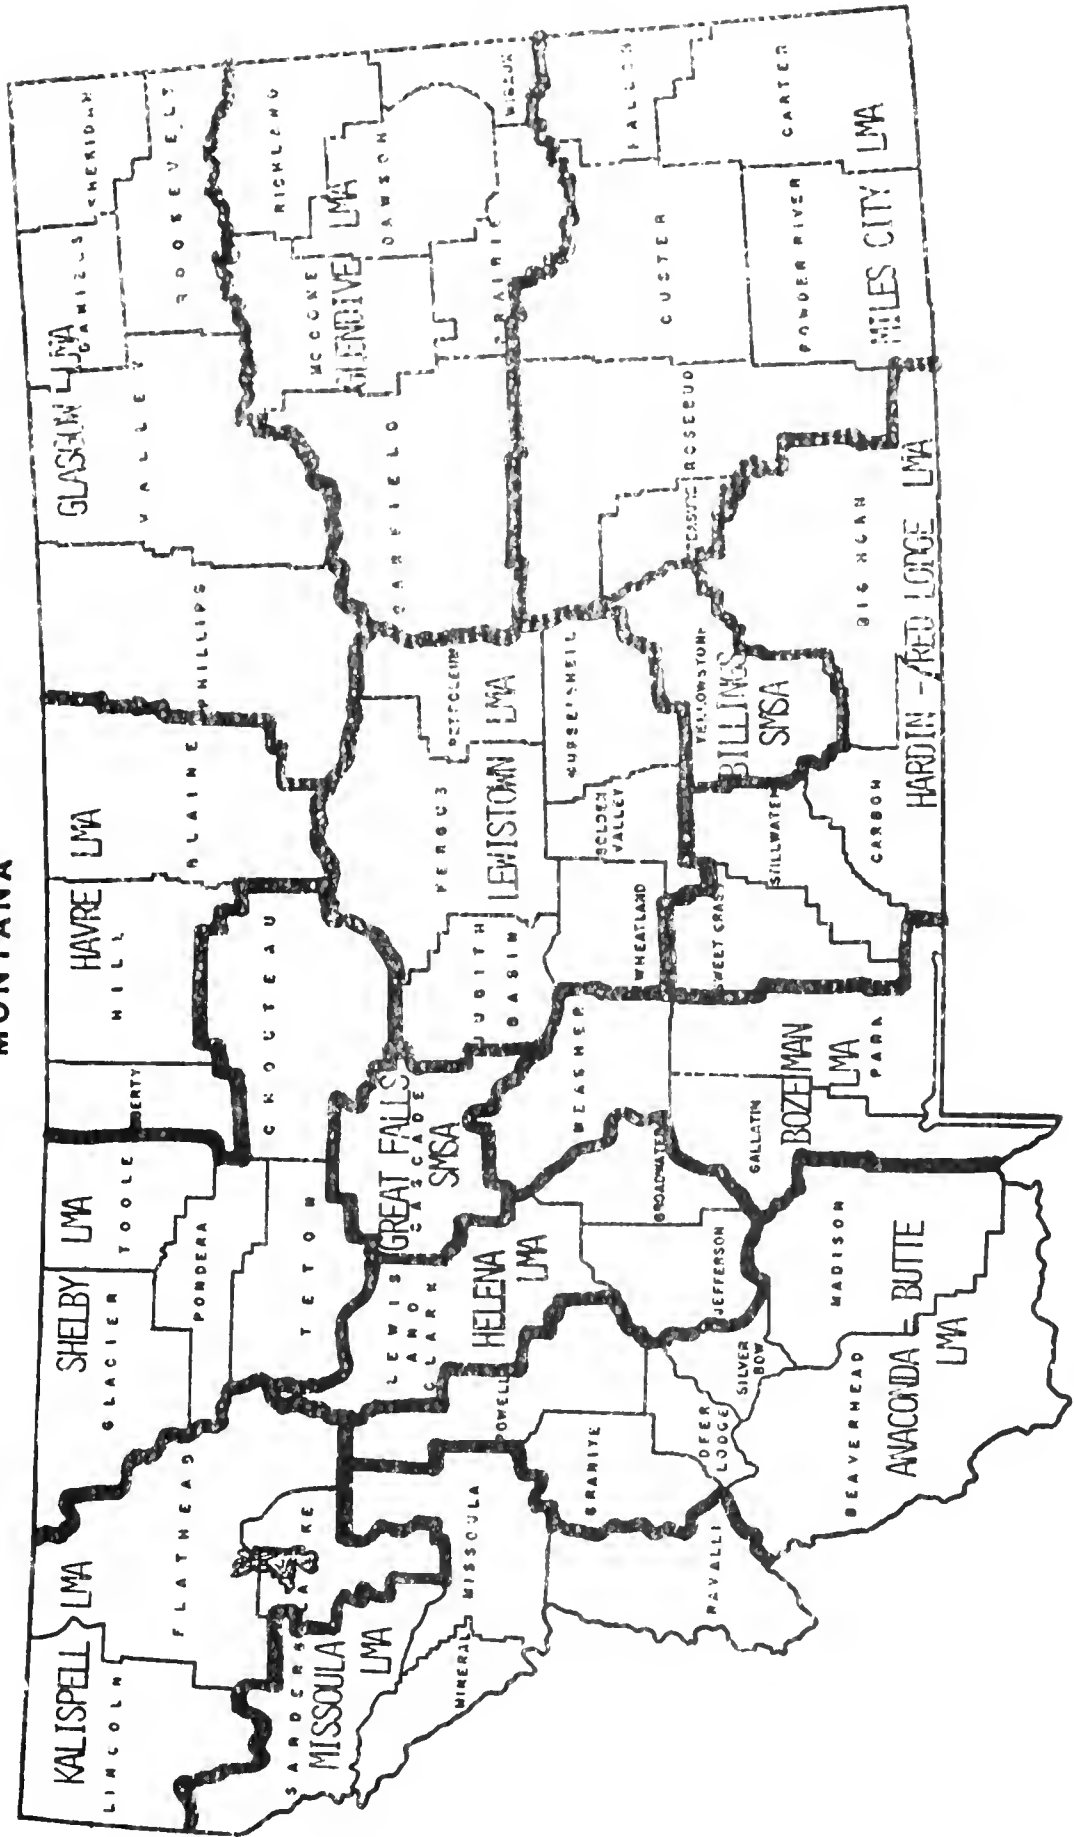 MONTANA
KALISPELL LMA
LINCOLN
FLATHEAD
SANDERS
LAKE
MISSOULA
LMA
MINERAL
MISSOULA
RAVALLI
GRANITE
POWELL
DEER
LODGE
SILVER
BOW
BEAVERHEAD
ANACONDA - BUTTE
LMA
MADISON
JEFFERSON
SHELBY LMA
GLACIER
TOOLE
PONDERA
TETON
LEWIS
AND
CLARK
HELENA
LMA
BROADWATER
GREAT FALLS
CASCADE
SMSA
MEAGHER
GALLATIN
BOZEMAN
LMA
PARK
HAVRE LMA
HILL
BLAINE
CHOUTEAU
JUDITH
BASIN
FERGUS
LEWISTOWN LMA
PETROLEUM
WHEATLAND
GOLDEN
VALLEY
MUSSELSHELL
SWEET GRASS
STILLWATER
CARBON
YELLOWSTONE
BILLINGS
SMSA
BIG HORN
HARDIN - RED LODGE LMA
GLASGOW LMA
PHILLIPS
VALLEY
DANIELS
SHERIDAN
ROOSEVELT
RICHLAND
MC CONE
GLENDIVE LMA
DAWSON
GARFIELD
PRAIRIE
WIBAUX
ROSEBUD
CUSTER
FALLON
POWDER RIVER
CARTER
MILES CITY LMA